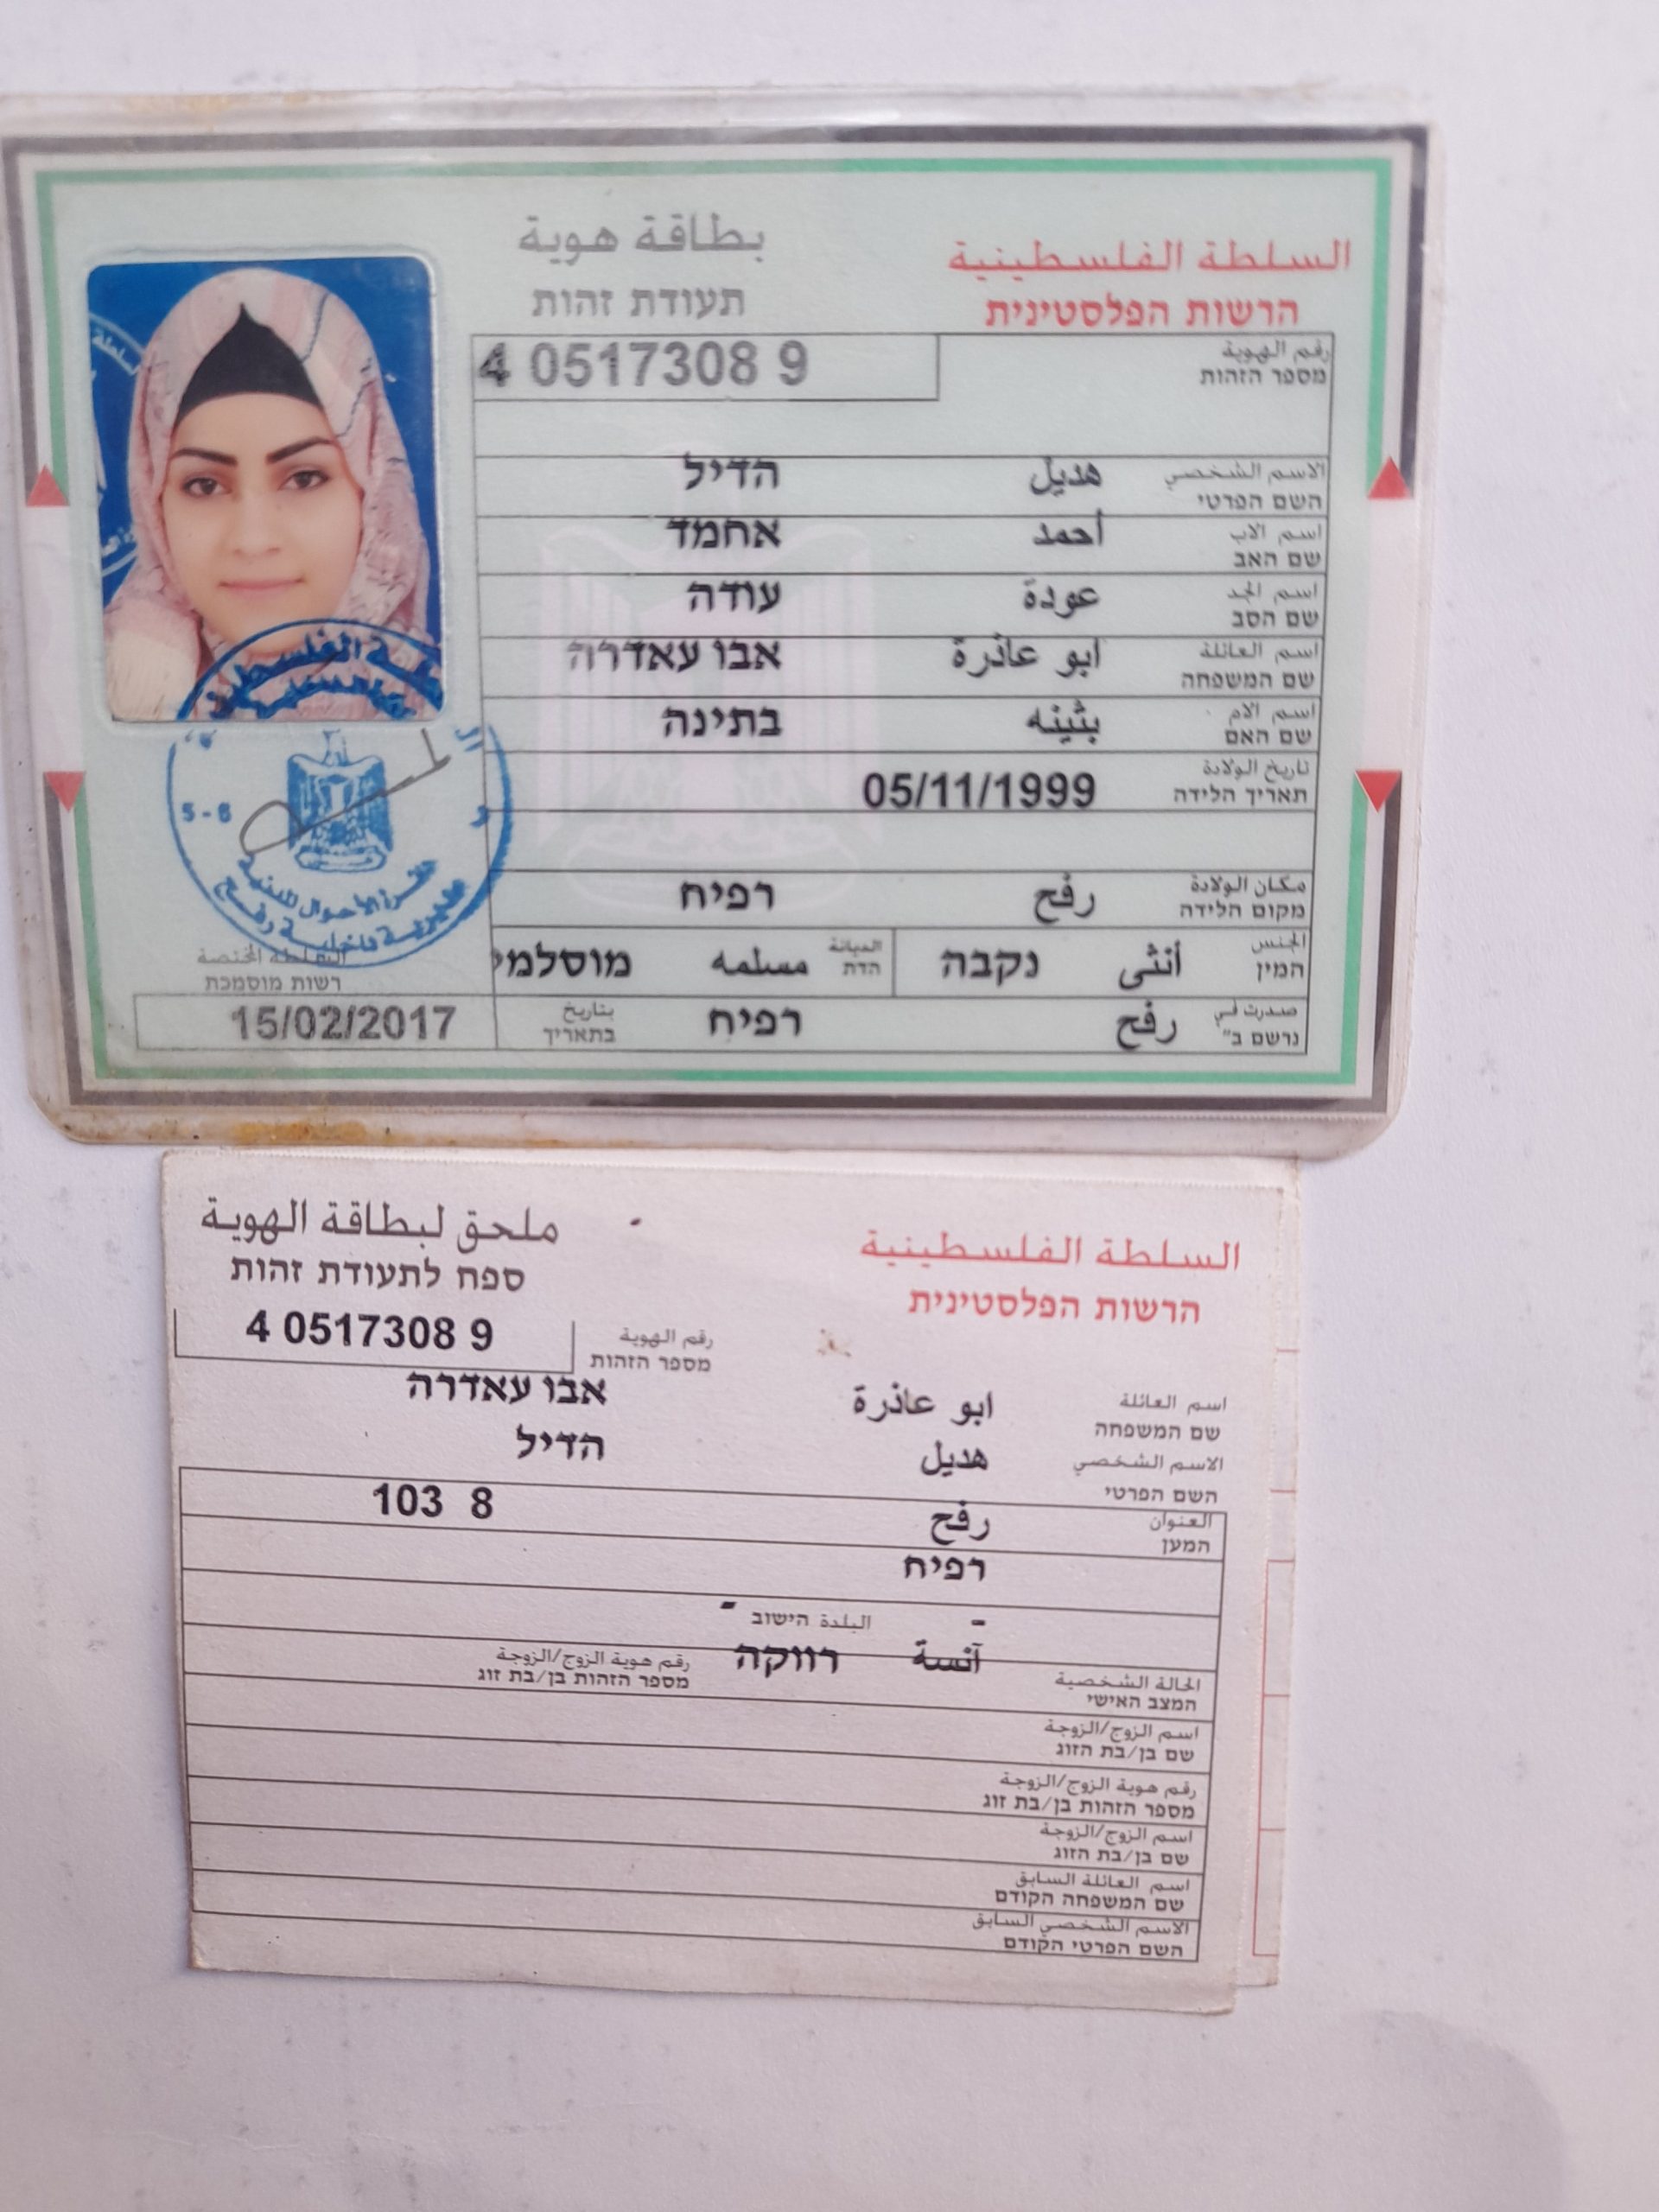 السلطة الفلسطينية بطاقة هوية
הרשות הפלסטינית תעודת זהות
رقم الهوية
מספר הזהות 4 0517308 9
الاسم الشخصي هديل הדיל
השם הפרטי
اسم الاب أحمد אחמד
שם האב
اسم الجد عودة עודה
שם הסב
اسم العائلة ابو عاذرة אבו עאדרה
שם המשפחה
اسم الام بثينه בתינה
שם האם
تاريخ الولادة
תאריך הלידה 05/11/1999
مكان الولادة رفح רפיח
מקום הלידה
الجنس أنثى נקבה الديانة مسلمه מוסלמי
המין הדת
صدرت في رفح רפיח بتاريخ 15/02/2017
נרשם ב" בתאריך
السلطة المختصة
רשות מוסמכת
5-6
السلطة الفلسطينية ملحق لبطاقة الهوية
הרשות הפלסטינית ספח לתעודת זהות
رقم الهوية 4 0517308 9
מספר הזהות
اسم العائلة ابو عاذرة אבו עאדרה
שם המשפחה
الاسم الشخصي هديل הדיל
השם הפרטי
العنوان رفح 103 8
המען
רפיח
- البلدة הישוב -
الحالة الشخصية آنسة רווקה رقم هوية الزوج/الزوجة
המצב האישי מספר הזהות בן/בת זוג
اسم الزوج/الزوجة
שם בן/בת הזוג
رقم هوية الزوج/الزوجة
מספר הזהות בן/בת זוג
اسم الزوج/الزوجة
שם בן/בת הזוג
اسم العائلة السابق
שם המשפחה הקודם
الاسم الشخصي السابق
השם הפרטי הקודם